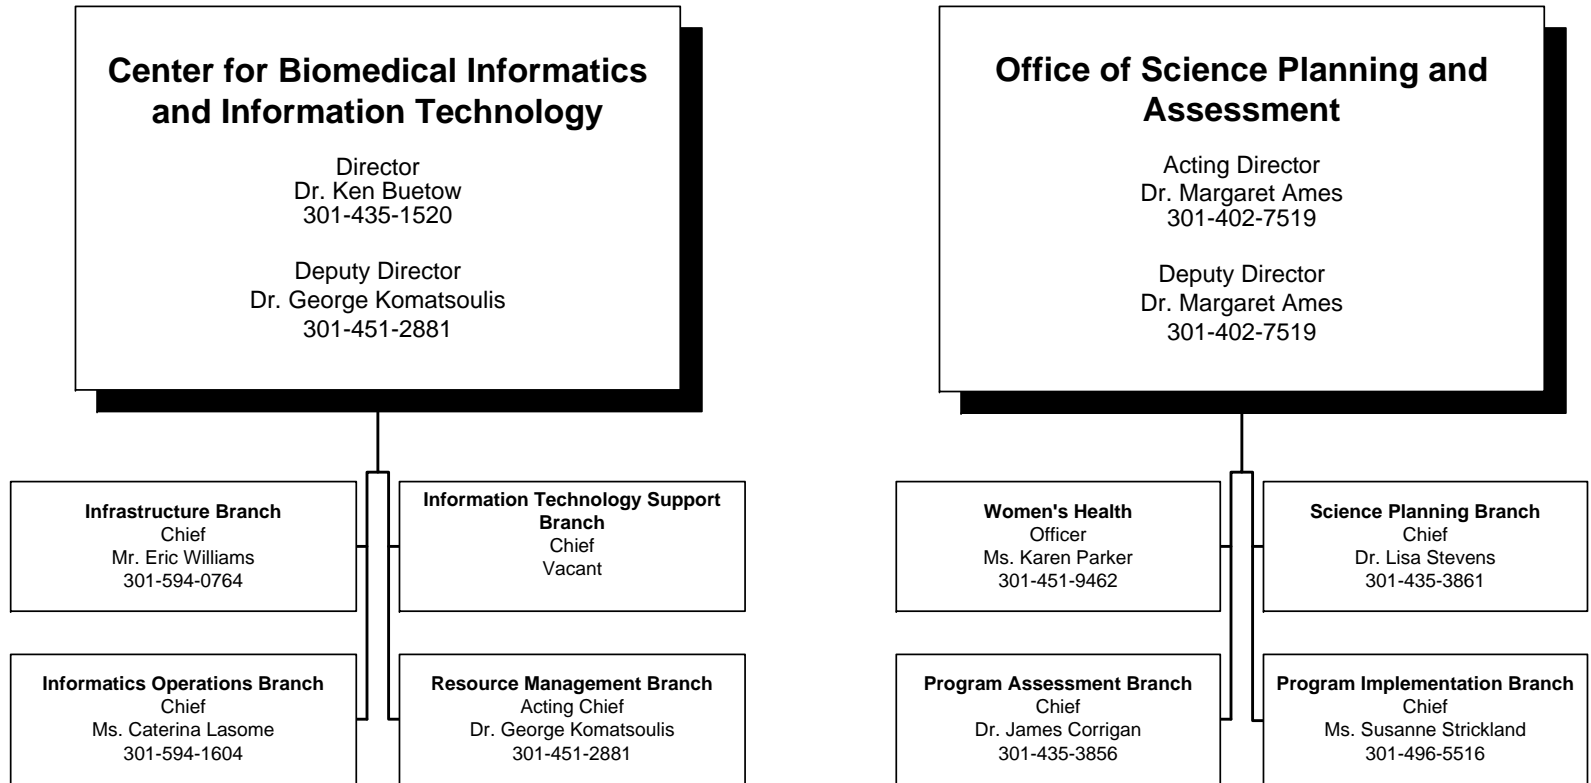 Center for Biomedical Informatics
and Information Technology
Director
Dr. Ken Buetow
301-435-1520
Deputy Director
Dr. George Komatsoulis
301-451-2881
Infrastructure Branch
Chief
Mr. Eric Williams
301-594-0764
Information Technology Support
Branch
Chief
Vacant
Informatics Operations Branch
Chief
Ms. Caterina Lasome
301-594-1604
Resource Management Branch
Acting Chief
Dr. George Komatsoulis
301-451-2881
Office of Science Planning and
Assessment
Acting Director
Dr. Margaret Ames
301-402-7519
Deputy Director
Dr. Margaret Ames
301-402-7519
Women's Health
Officer
Ms. Karen Parker
301-451-9462
Science Planning Branch
Chief
Dr. Lisa Stevens
301-435-3861
Program Assessment Branch
Chief
Dr. James Corrigan
301-435-3856
Program Implementation Branch
Chief
Ms. Susanne Strickland
301-496-5516